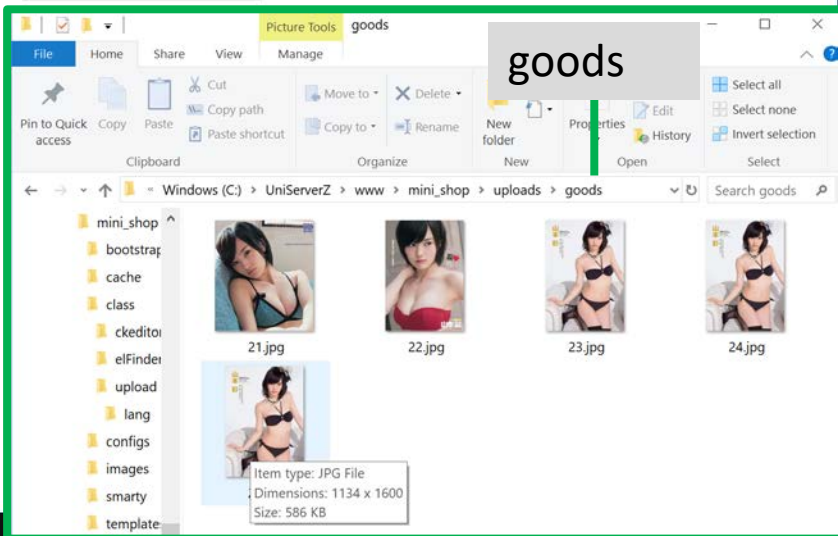 Picture Tools goods
File Home Share View Manage
goods
Pin to Quick access
Copy
Paste
Cut
Copy path
Paste shortcut
Move to
Copy to
Delete
Rename
New folder
Properties
Edit
History
Select all
Select none
Invert selection
Clipboard Organize New Open Select
« Windows (C:) > UniServerZ > www > mini_shop > uploads > goods
Search goods
mini_shop
bootstrap
cache
class
ckeditor
elFinder
upload
lang
configs
images
smarty
template
21.jpg 22.jpg 23.jpg 24.jpg
Item type: JPG File
Dimensions: 1134 x 1600
Size: 586 KB